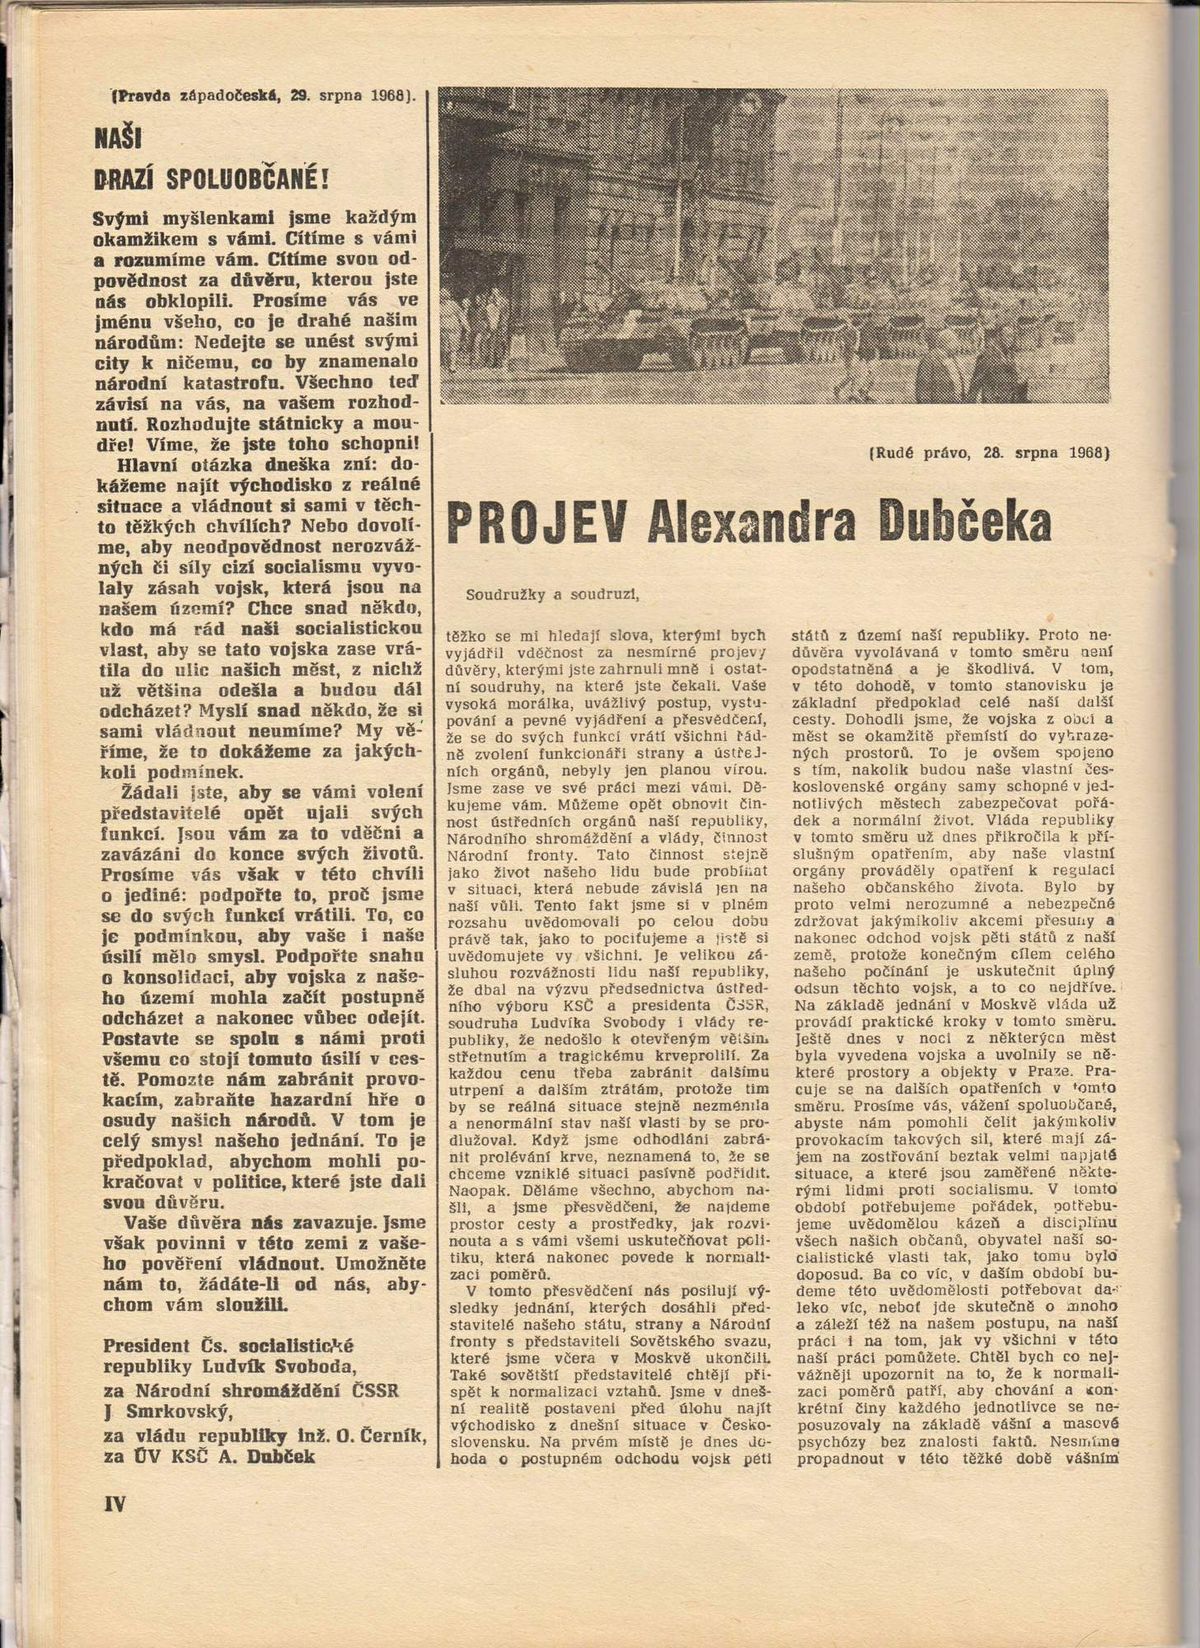 (Pravda západočeská, 29. srpna 1968).
NAŠI
DRAZÍ SPOLUOBČANÉ!
Svými myšlenkami jsme každým
okamžikem s vámi. Cítíme s vámi
a rozumíme vám. Cítíme svou od-
povědnost za důvěru, kterou jste
nás obklopili. Prosíme vás ve
jménu všeho, co je drahé našim
národům: Nedejte se unést svými
city k ničemu, co by znamenalo
národní katastrofu. Všechno teď
závisí na vás, na vašem rozhod-
nutí. Rozhodujte státnicky a mou-
dře! Víme, že jste toho schopni!
Hlavní otázka dneška zní: do-
kážeme najít východisko z reálné
situace a vládnout si sami v těch-
to těžkých chvílích? Nebo dovolí-
me, aby neodpovědnost nerozváž-
ných či síly cizí socialismu vyvo-
laly zásah vojsk, která jsou na
našem území? Chce snad někdo,
kdo má rád naši socialistickou
vlast, aby se tato vojska zase vrá-
tila do ulic našich měst, z nichž
už většina odešla a budou dál
odcházet? Myslí snad někdo, že si
sami vládnout neumíme? My vě-
říme, že to dokážeme za jakých-
koli podmínek.
Žádali jste, aby se vámi volení
představitelé opět ujali svých
funkcí. Jsou vám za to vděčni a
zavázáni do konce svých životů.
Prosíme vás však v této chvíli
o jediné: podpořte to, proč jsme
se do svých funkcí vrátili. To, co
je podmínkou, aby vaše i naše
úsilí mělo smysl. Podpořte snahu
o konsolidaci, aby vojska z naše-
ho území mohla začít postupně
odcházet a nakonec vůbec odejít.
Postavte se spolu s námi proti
všemu co stojí tomuto úsilí v ces-
tě. Pomozte nám zabránit provo-
kacím, zabraňte hazardní hře o
osudy našich národů. V tom je
celý smysl našeho jednání. To je
předpoklad, abychom mohli po-
kračovat v politice, které jste dali
svou důvěru.
Vaše důvěra nás zavazuje. Jsme
však povinni v této zemi z vaše-
ho pověření vládnout. Umožněte
nám to, žádáte-li od nás, aby-
chom vám sloužili.
President Čs. socialistické
republiky Ludvík Svoboda,
za Národní shromáždění ČSSR
J Smrkovský,
za vládu republiky inž. O. Černík,
za ÚV KSČ A. Dubček
IV
(Rudé právo, 28. srpna 1968)
PROJEV Alexandra Dubčeka
Soudružky a soudruzi,
těžko se mi hledají slova, kterými bych
vyjádřil vděčnost za nesmírné projevy
důvěry, kterými jste zahrnuli mně i ostat-
ní soudruhy, na které jste čekali. Vaše
vysoká morálka, uvážlivý postup, vystu-
pování a pevné vyjádření a přesvědčení,
že se do svých funkcí vrátí všichni řád-
ně zvolení funkcionáři strany a ústřed-
ních orgánů, nebyly jen planou vírou.
Jsme zase ve své práci mezi vámi. Dě-
kujeme vám. Můžeme opět obnovit čin-
nost ústředních orgánů naší republiky,
Národního shromáždění a vlády, činnost
Národní fronty. Tato činnost stejně
jako život našeho lidu bude probíhat
v situaci, která nebude závislá jen na
naší vůli. Tento fakt jsme si v plném
rozsahu uvědomovali po celou dobu
právě tak, jako to pociťujeme a jistě si
uvědomujete vy všichni. Je velikou zá-
sluhou rozvážnosti lidu naší republiky,
že dbal na výzvu předsednictva ústřed-
ního výboru KSČ a presidenta ČSSR,
soudruha Ludvíka Svobody i vlády re-
publiky, že nedošlo k otevřeným větším
střetnutím a tragickému krveprolití. Za
každou cenu třeba zabránit dalšímu
utrpení a dalším ztrátám, protože tím
by se reálná situace stejně nezměnila
a nenormální stav naší vlasti by se pro-
dlužoval. Když jsme odhodláni zabrá-
nit prolévání krve, neznamená to, že se
chceme vzniklé situaci pasívně podřídit.
Naopak. Děláme všechno, abychom na-
šli, a jsme přesvědčeni, že najdeme
prostor cesty a prostředky, jak rozvi-
nouta a s vámi všemi uskutečňovat poli-
tiku, která nakonec povede k normali-
zaci poměrů.
V tomto přesvědčení nás posilují vý-
sledky jednání, kterých dosáhli před-
stavitelé našeho státu, strany a Národní
fronty s představiteli Sovětského svazu,
které jsme včera v Moskvě ukončili.
Také sovětští představitelé chtějí při-
spět k normalizaci vztahů. Jsme v dneš-
ní realitě postaveni před úlohu najít
východisko z dnešní situace v Česko-
slovensku. Na prvém místě je dnes do-
hoda o postupném odchodu vojsk pěti
států z území naší republiky. Proto ne-
důvěra vyvolávaná v tomto směru není
opodstatněná a je škodlivá. V tom,
v této dohodě, v tomto stanovisku je
základní předpoklad celé naší další
cesty. Dohodli jsme, že vojska z obcí a
měst se okamžitě přemístí do vyhraze-
ných prostorů. To je ovšem spojeno
s tím, nakolik budou naše vlastní čes-
koslovenské orgány samy schopné v jed-
notlivých městech zabezpečovat pořá-
dek a normální život. Vláda republiky
v tomto směru už dnes přikročila k pří-
slušným opatřením, aby naše vlastní
orgány prováděly opatření k regulaci
našeho občanského života. Bylo by
proto velmi nerozumné a nebezpečné
zdržovat jakýmikoliv akcemi přesuny a
nakonec odchod vojsk pěti států z naší
země, protože konečným cílem celého
našeho počínání je uskutečnit úplný
odsun těchto vojsk, a to co nejdříve.
Na základě jednání v Moskvě vláda už
provádí praktické kroky v tomto směru.
Ještě dnes v noci z některých měst
byla vyvedena vojska a uvolnily se ně-
které prostory a objekty v Praze. Pra-
cuje se na dalších opatřeních v tomto
směru. Prosíme vás, vážení spoluobčané,
abyste nám pomohli čelit jakýmkoliv
provokacím takových sil, které mají zá-
jem na zostřování beztak velmi napjaté
situace, a které jsou zaměřené někte-
rými lidmi proti socialismu. V tomto
období potřebujeme pořádek, potřebu-
jeme uvědomělou kázeň a disciplínu
všech našich občanů, obyvatel naší so-
cialistické vlasti tak, jako tomu bylo
doposud. Ba co víc, v dalším období bu-
deme této uvědomělosti potřebovat da-
leko víc, neboť jde skutečně o mnoho
a záleží též na našem postupu, na naší
práci i na tom, jak vy všichni v této
naší práci pomůžete. Chtěl bych co nej-
vážněji upozornit na to, že k normali-
zaci poměrů patří, aby chování a kon-
krétní činy každého jednotlivce se ne-
posuzovaly na základě vášní a masové
psychózy bez znalosti faktů. Nesmíme
propadnout v této těžké době vášním